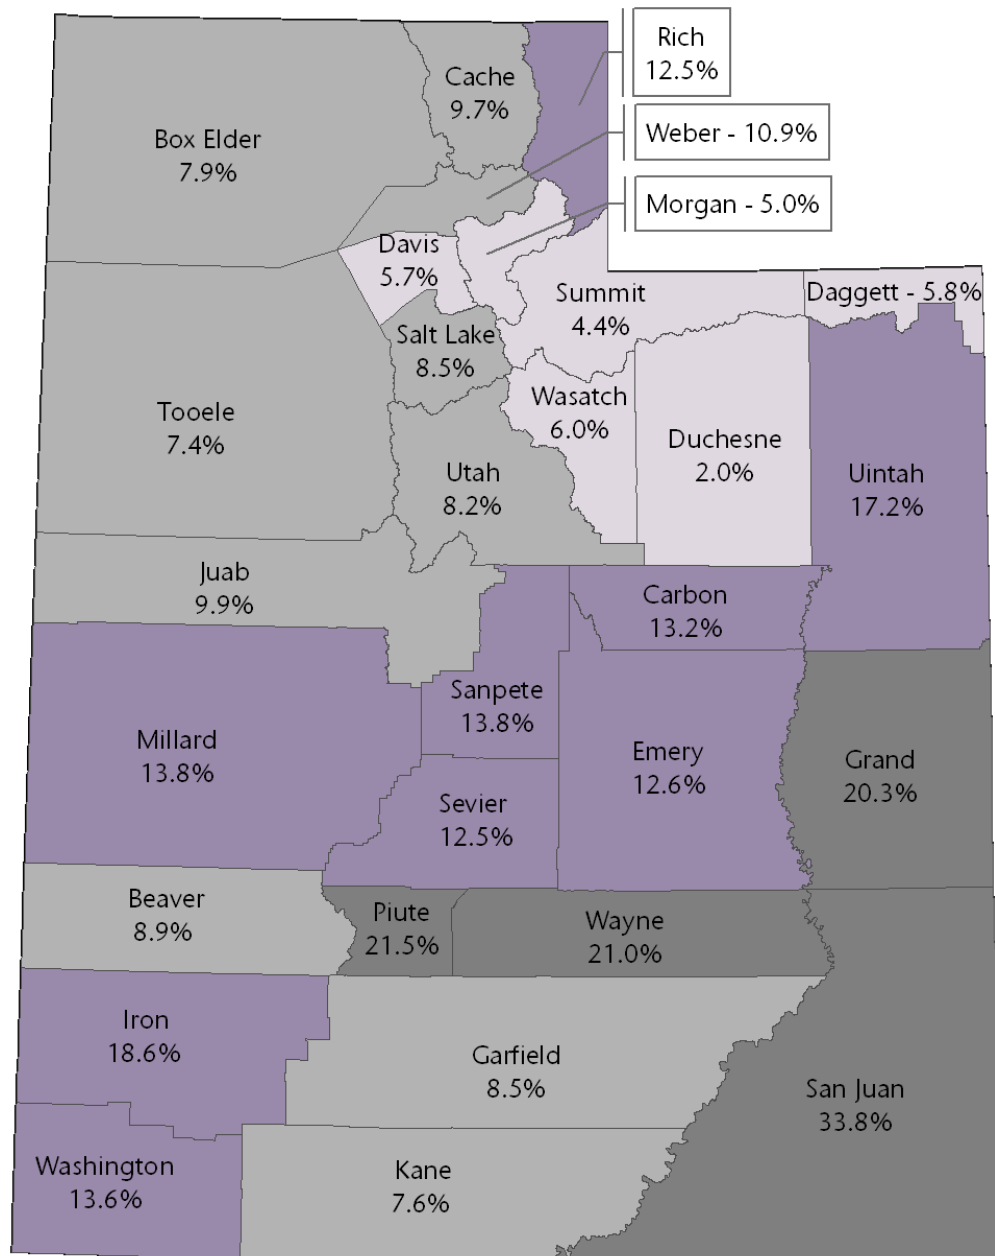 Rich
12.5%
Cache
9.7%
Weber - 10.9%
Box Elder
7.9%
Morgan - 5.0%
Davis
5.7%
Summit
4.4%
Daggett - 5.8%
Salt Lake
8.5%
Wasatch
6.0%
Tooele
7.4%
Duchesne
2.0%
Utah
8.2%
Uintah
17.2%
Juab
9.9%
Carbon
13.2%
Sanpete
13.8%
Millard
13.8%
Emery
12.6%
Grand
20.3%
Sevier
12.5%
Beaver
8.9%
Piute
21.5%
Wayne
21.0%
Iron
18.6%
Garfield
8.5%
San Juan
33.8%
Washington
13.6%
Kane
7.6%